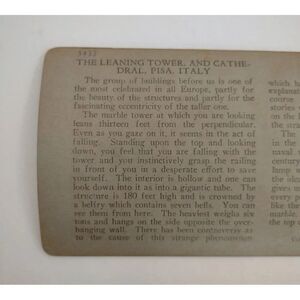 5432
THE LEANING TOWER, AND CATHE-
DRAL, PISA, ITALY
The group of buildings before us is one of
the most celebrated in all Europe, partly for
the beauty of the structures and partly for the
fascinating eccentricity of the taller one.
The marble tower at which you are looking
leans thirteen feet from the perpendicular.
Even as you gaze on it, it seems in the act of
falling. Standing upon the top and looking
down, you feel that you are falling with the
tower and you instinctively grasp the railing
in front of you in a desperate effort to save
yourself. The interior is hollow and one can
look down into it as into a gigantic tube. The
structure is 180 feet high and is crowned by
a belfry which contains seven bells. You can
see them from here. The heaviest weighs six
tons and hangs on the side opposite the over-
hanging wall. There has been controversy as
to the cause of this strange phenomenon
which
explana
course
stories
on the
The
in the
naval
century
lamp
the
gives
every
like
marble
the top